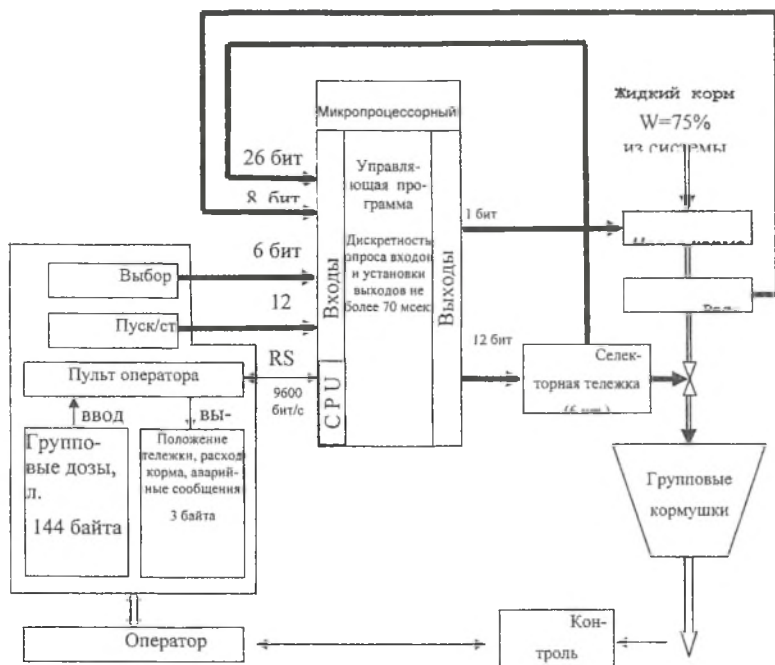 Жидкий корм
W=75%
из системы
Микропроцессорный
26 бит
8 бит
6 бит
12
Входы
Управля-
ющая про-
грамма
Дискретность
опроса входов
и установки
выходов не
более 70 мсек.
Выходы
1 бит
12 бит
Выбор
Пуск/ст
Пульт оператора
RS
9600
бит/с
CPU
Селек-
торная тележка
ввод
вы-
Группо-
вые дозы,
л.
144 байта
Положение
тележки, расход
корма, аварий-
ные сообщения
3 байта
Групповые
кормушки
Оператор
Кон-
троль